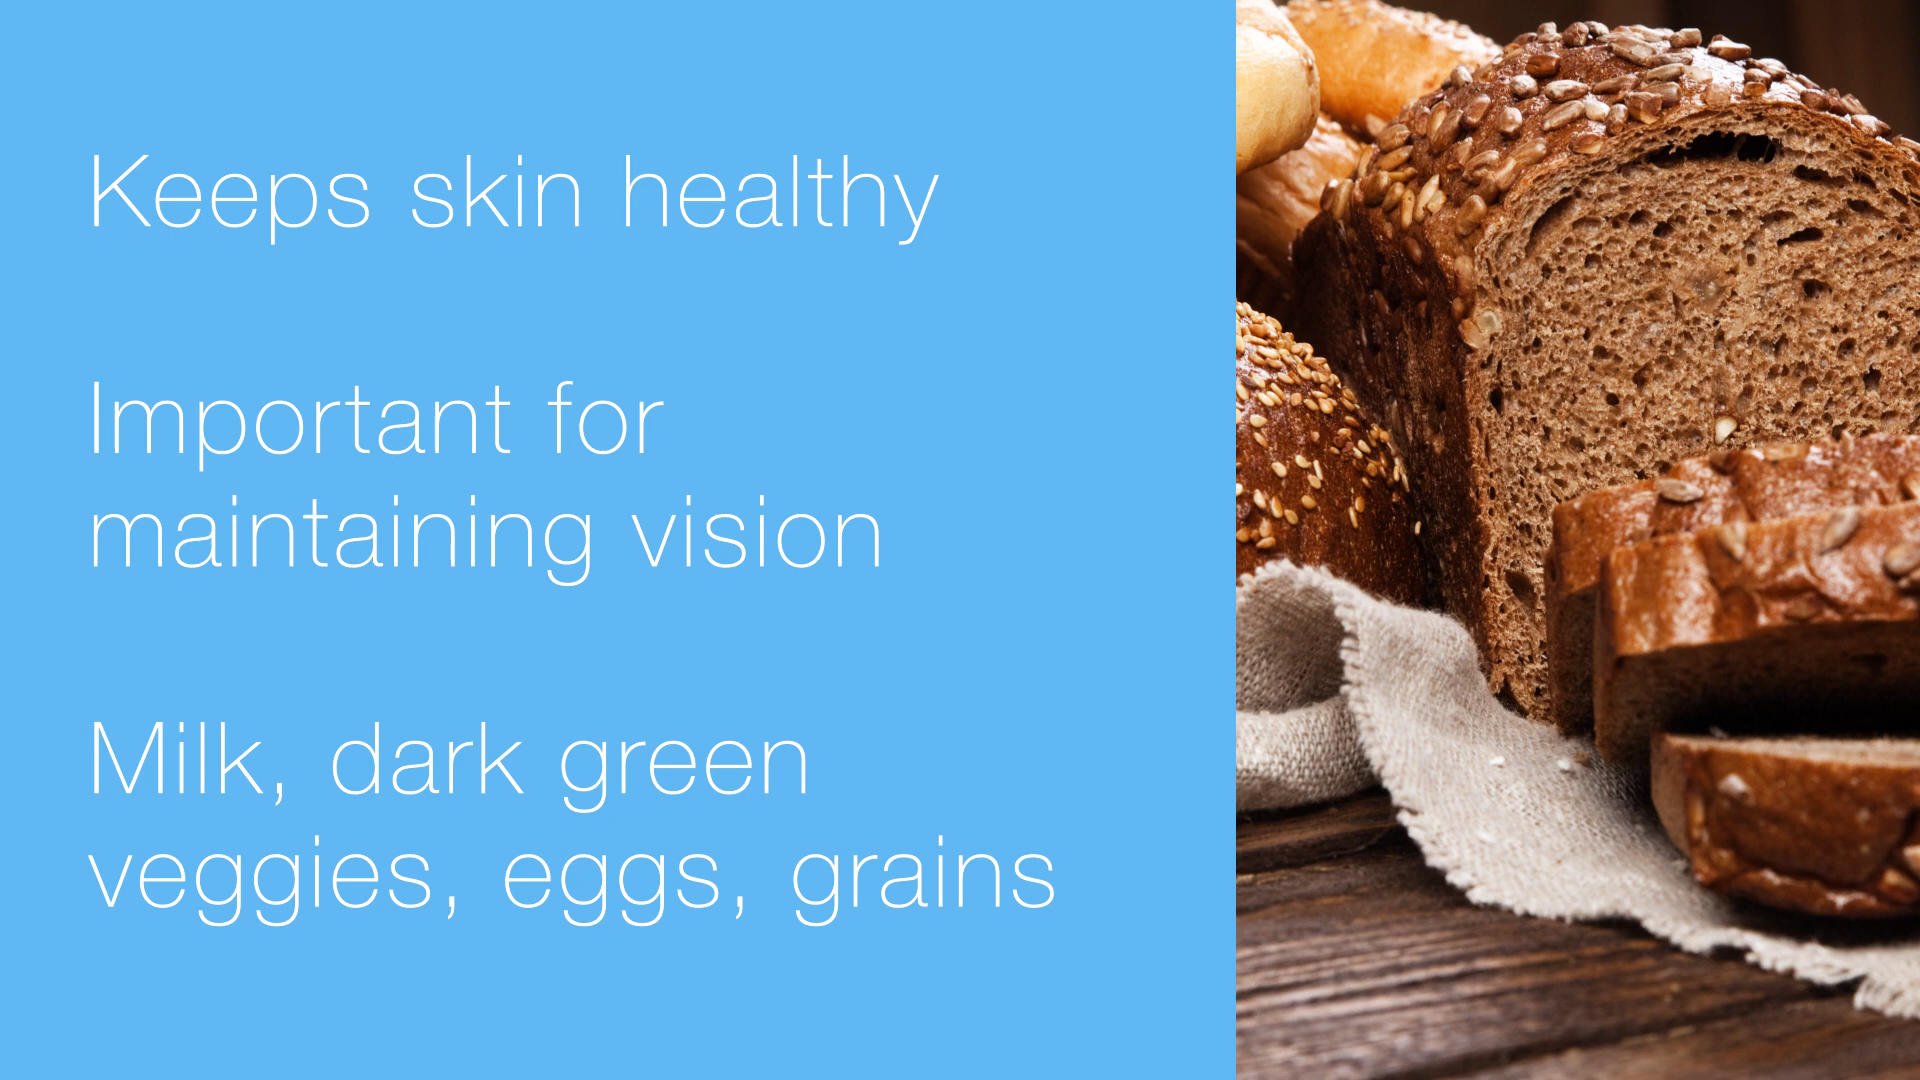 Keeps skin healthy
Important for
maintaining vision
Milk, dark green
veggies, eggs, grains